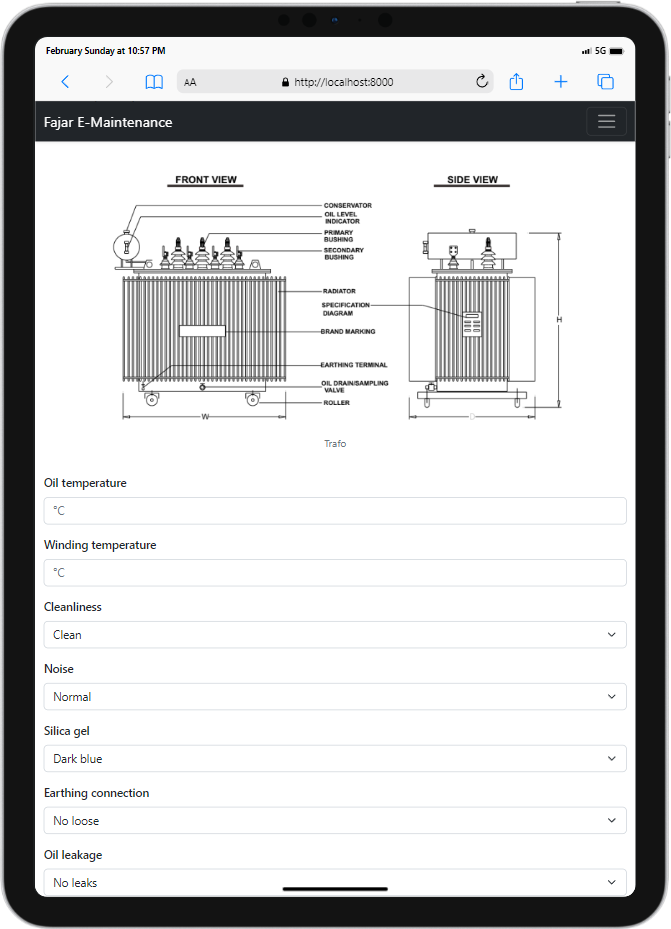 February Sunday at 10:57 PM
5G
AA
http://localhost:8000
Fajar E-Maintenance
FRONT VIEW
SIDE VIEW
CONSERVATOR
OIL LEVEL
INDICATOR
PRIMARY
BUSHING
SECONDARY
BUSHING
RADIATOR
SPECIFICATION
DIAGRAM
BRAND MARKING
EARTHING TERMINAL
OIL DRAIN/SAMPLING
VALVE
ROLLER
H
W
D
Trafo
Oil temperature
°C
Winding temperature
°C
Cleanliness
Clean
Noise
Normal
Silica gel
Dark blue
Earthing connection
No loose
Oil leakage
No leaks